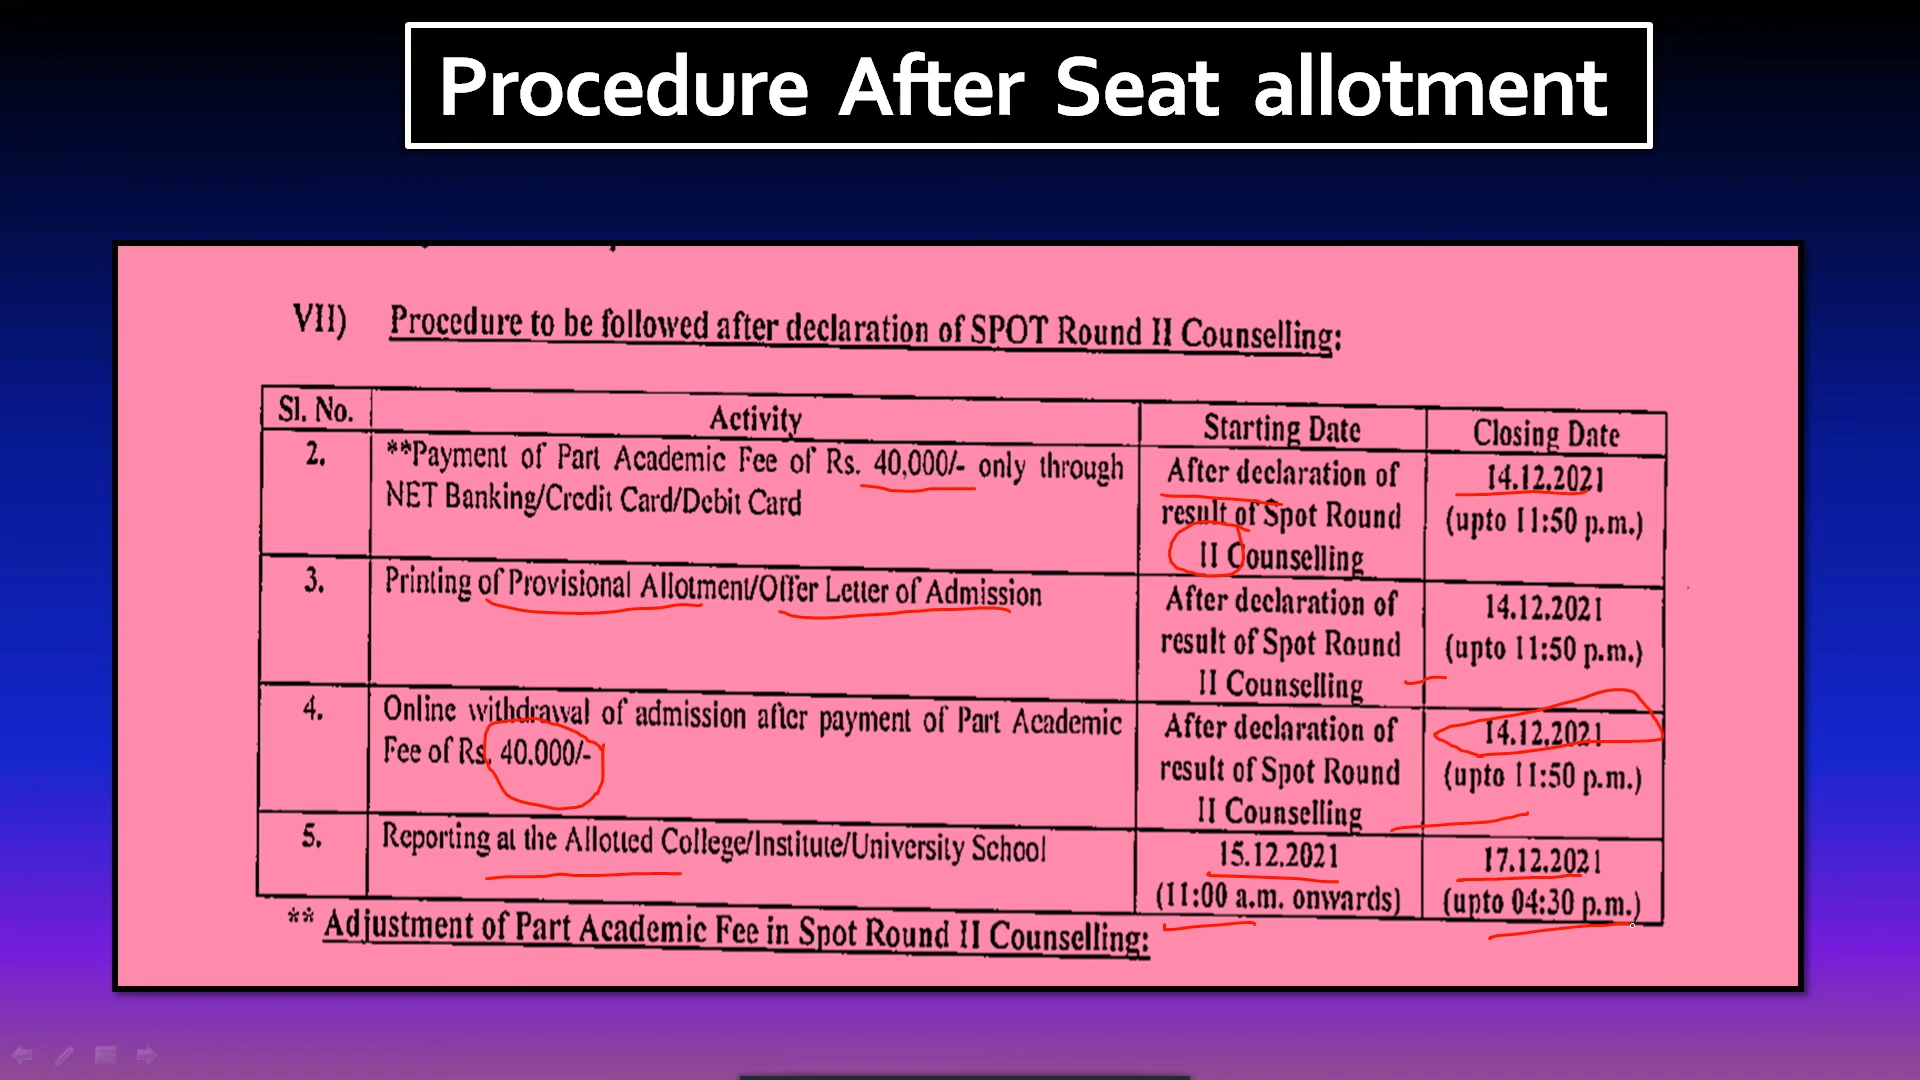 Procedure After Seat allotment
VII) Procedure to be followed after declaration of SPOT Round II Counselling:
Sl. No. Activity Starting Date Closing Date
2. **Payment of Part Academic Fee of Rs. 40,000/- only through
NET Banking/Credit Card/Debit Card
After declaration of
result of Spot Round
II Counselling
14.12.2021
(upto 11:50 p.m.)
3. Printing of Provisional Allotment/Offer Letter of Admission
After declaration of
result of Spot Round
II Counselling
14.12.2021
(upto 11:50 p.m.)
4. Online withdrawal of admission after payment of Part Academic
Fee of Rs. 40.000/-
After declaration of
result of Spot Round
II Counselling
14.12.2021
(upto 11:50 p.m.)
5. Reporting at the Allotted College/Institute/University School
15.12.2021
(11:00 a.m. onwards)
17.12.2021
(upto 04:30 p.m.)
** Adjustment of Part Academic Fee in Spot Round II Counselling: